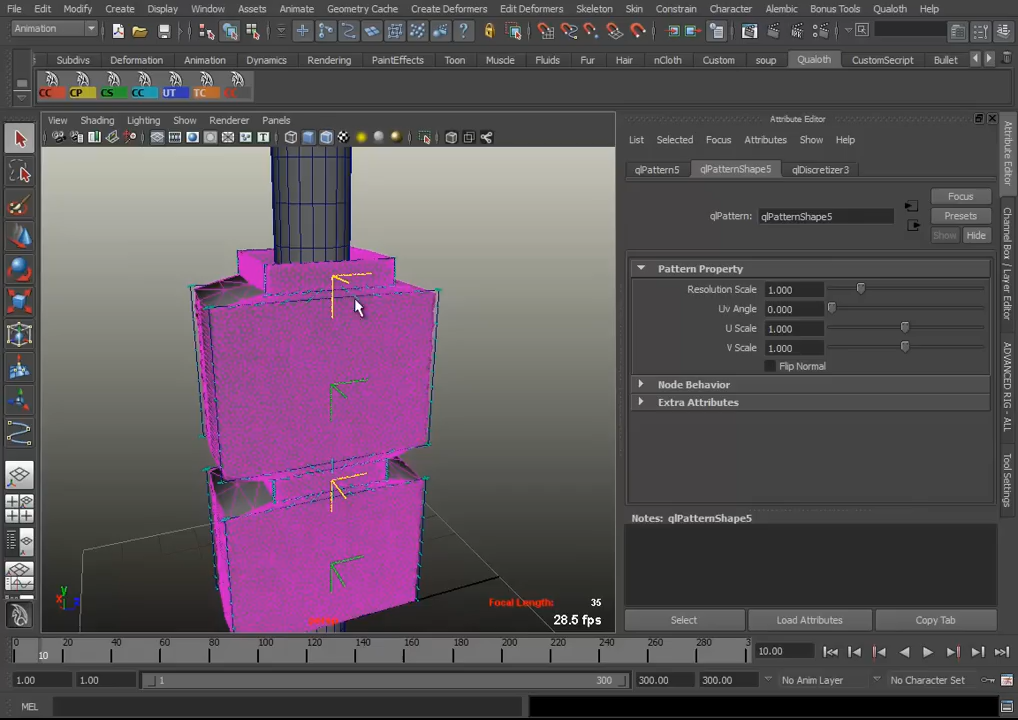 File Edit Modify Create Display Window Assets Animate Geometry Cache Create Deformers Edit Deformers Skeleton Skin Constrain Character Alembic Bonus Tools Qualoth Help
Animation
Subdivs Deformation Animation Dynamics Rendering PaintEffects Toon Muscle Fluids Fur Hair nCloth Custom soup Qualoth CustomScript Bullet
CC CP CS CC UT TC CC
View Shading Lighting Show Renderer Panels
Attribute Editor
List Selected Focus Attributes Show Help
qlPattern5 qlPatternShape5 qlDiscretizer3
qlPattern: qlPatternShape5
Focus
Presets
Show Hide
Pattern Property
Resolution Scale 1.000
Uv Angle 0.000
U Scale 1.000
V Scale 1.000
Flip Normal
Node Behavior
Extra Attributes
Notes: qlPatternShape5
Select Load Attributes Copy Tab
Attribute Editor
Channel Box / Layer Editor
ADVANCED RIG - ALL
Tool Settings
y
x z
Focal Length: 35
28.5 fps
0 20 40 60 80 100 120 140 160 180 200 220 240 260 280 3
10
10.00
1.00 1.00 1 300 300.00 300.00 No Anim Layer No Character Set
MEL